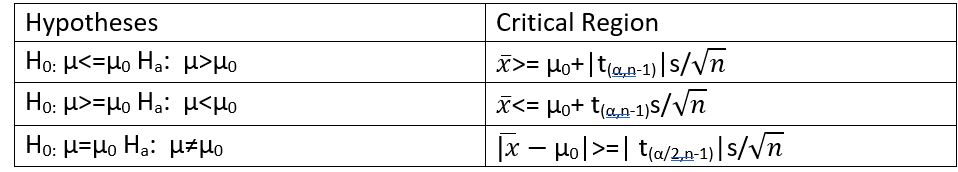 Hypotheses Critical Region
H₀: μ<=μ₀ Hₐ: μ>μ₀ x̄>= μ₀+|t₍α,n-1₎|s/√n
H₀: μ>=μ₀ Hₐ: μ<μ₀ x̄<= μ₀+ t₍α,n-1₎s/√n
H₀: μ=μ₀ Hₐ: μ≠μ₀ |x̄ − μ₀|>=| t₍α/2,n-1₎|s/√n